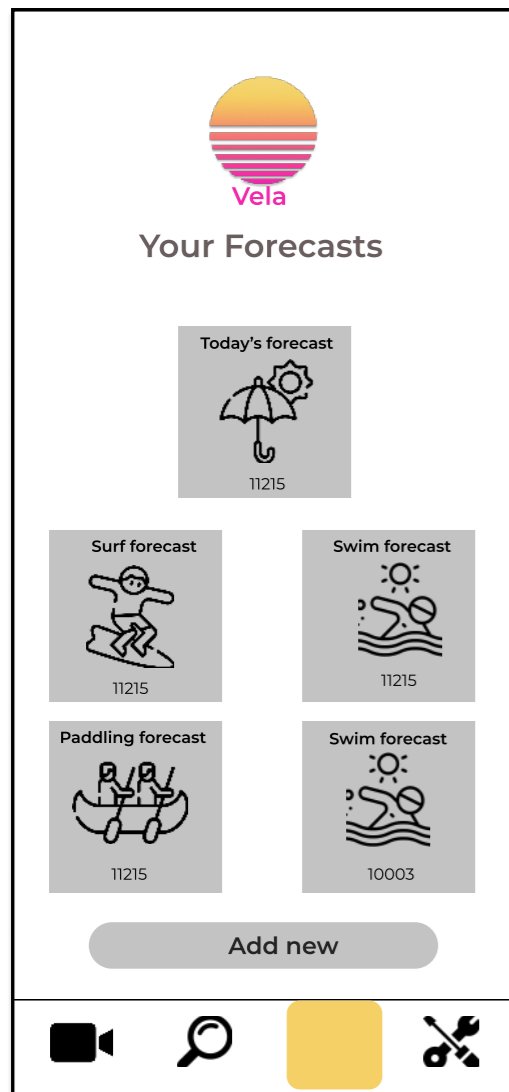 Vela
Your Forecasts
Today’s forecast
11215
Surf forecast
11215
Swim forecast
11215
Paddling forecast
11215
Swim forecast
10003
Add new